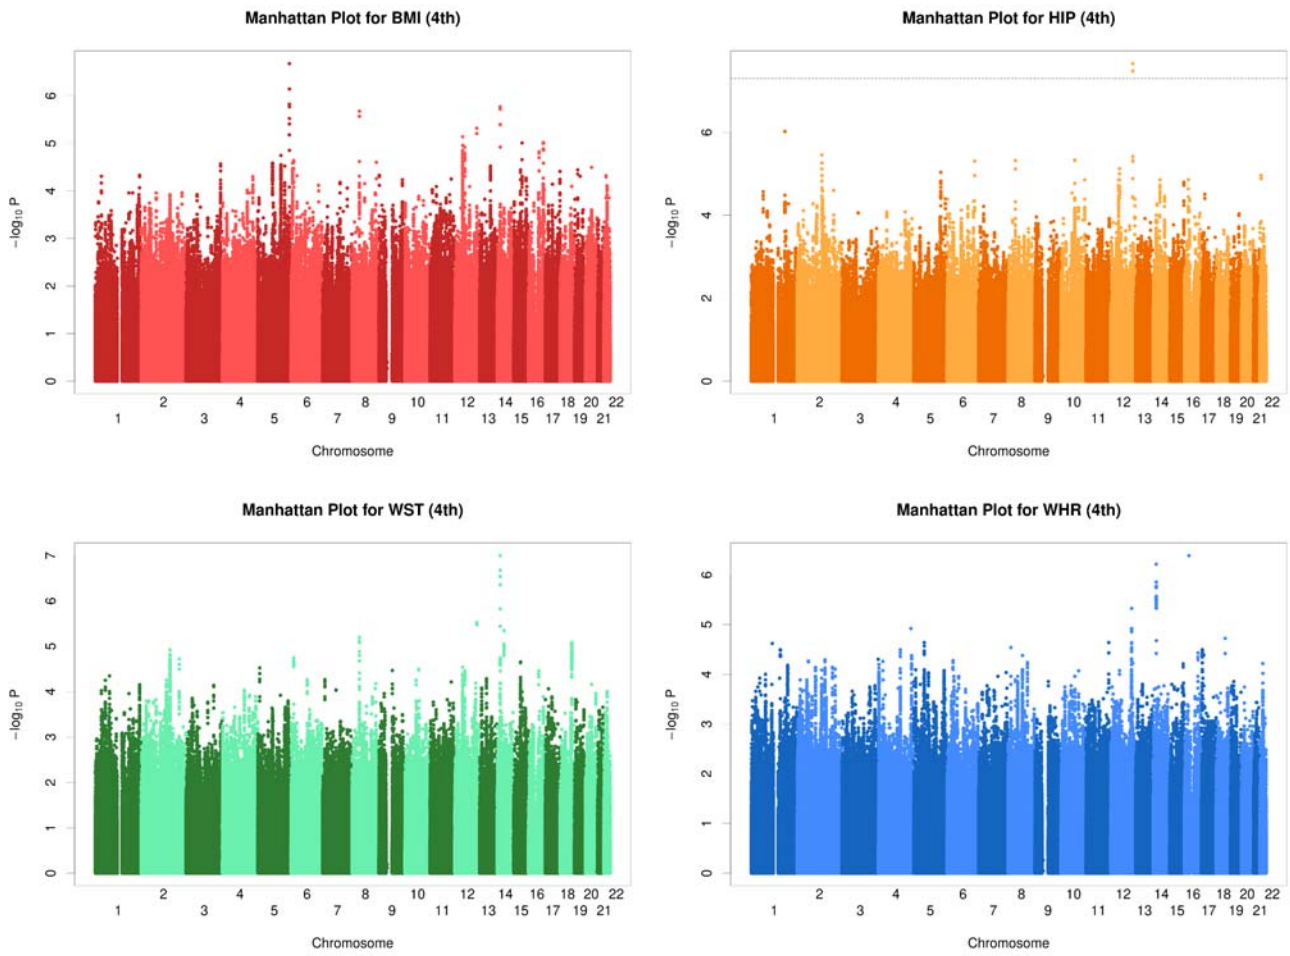 Manhattan Plot for BMI (4th)
−log₁₀ P
6
5
4
3
2
1
0
2 4 6 8 10 12 14 16 18 20 22
1 3 5 7 9 11 13 15 17 19 21
Chromosome
Manhattan Plot for HIP (4th)
−log₁₀ P
6
4
2
0
2 4 6 8 10 12 14 16 18 20 22
1 3 5 7 9 11 13 15 17 19 21
Chromosome
Manhattan Plot for WST (4th)
−log₁₀ P
7
6
5
4
3
2
1
0
2 4 6 8 10 12 14 16 18 20 22
1 3 5 7 9 11 13 15 17 19 21
Chromosome
Manhattan Plot for WHR (4th)
−log₁₀ P
6
5
4
3
2
1
0
2 4 6 8 10 12 14 16 18 20 22
1 3 5 7 9 11 13 15 17 19 21
Chromosome